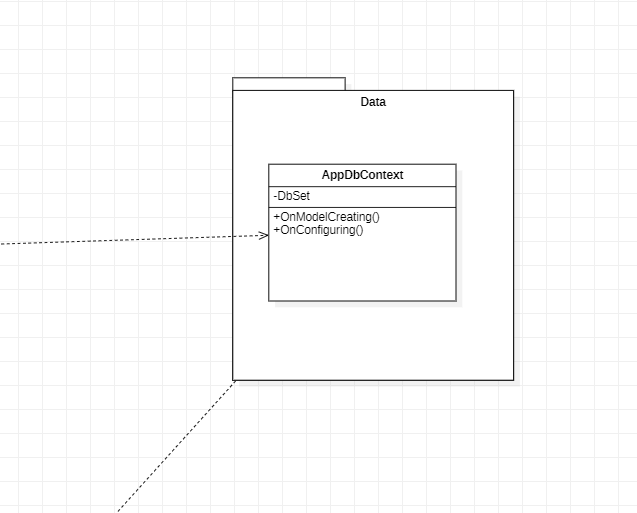 Data
AppDbContext
-DbSet
+OnModelCreating()
+OnConfiguring()